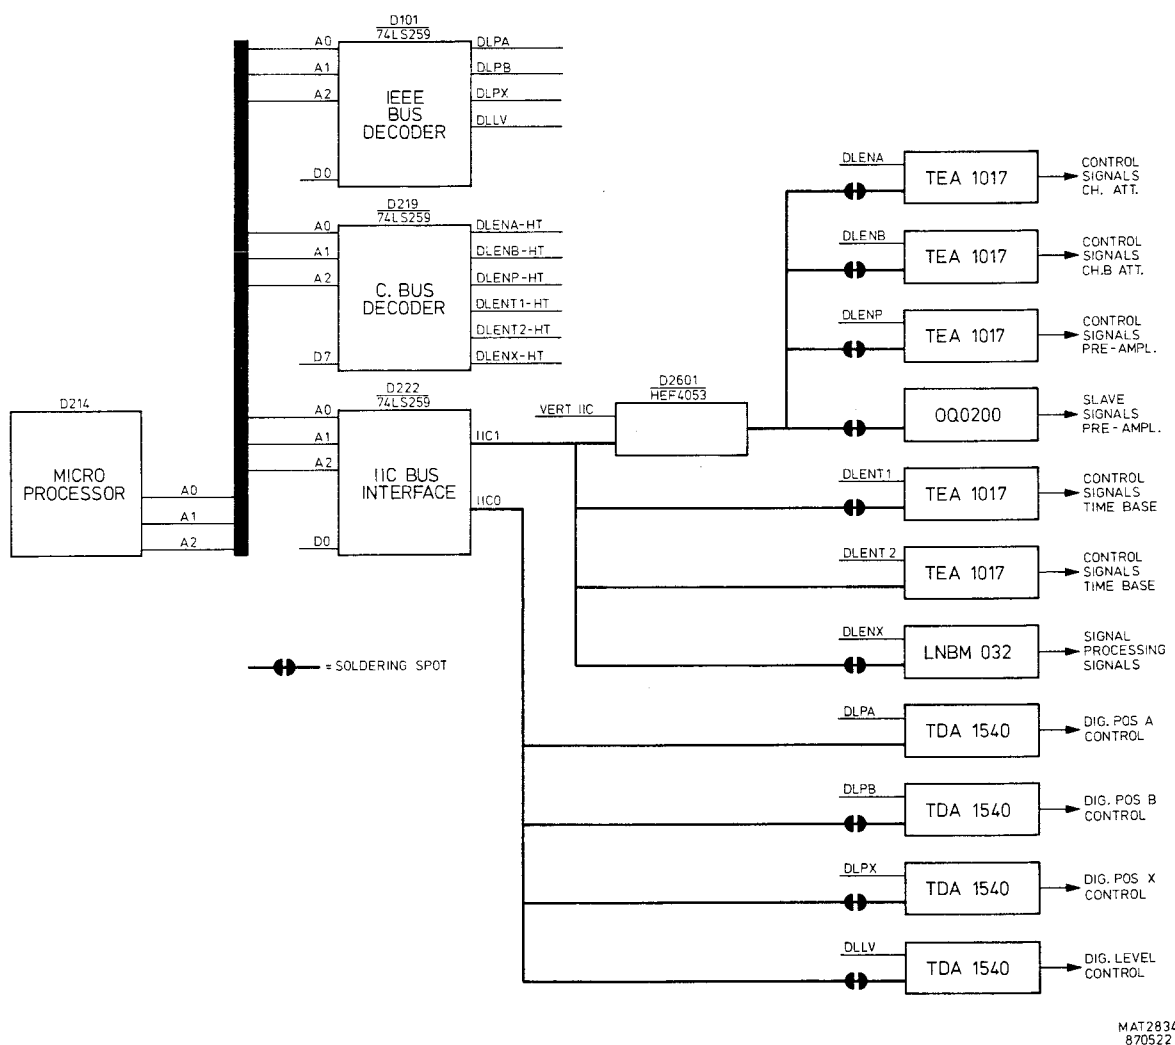 D101
74LS259
A0
A1
A2
D0
IEEE
BUS
DECODER
DLPA
DLPB
DLPX
DLLV
D219
74LS259
A0
A1
A2
D7
C. BUS
DECODER
DLENA-HT
DLENB-HT
DLENP-HT
DLENT1-HT
DLENT2-HT
DLENX-HT
D222
74LS259
A0
A1
A2
D0
IIC BUS
INTERFACE
IIC1
IIC0
D214
MICRO
PROCESSOR
A0
A1
A2
D2601
HEF4053
VERT IIC
= SOLDERING SPOT
DLENA
TEA 1017
CONTROL
SIGNALS
CH. ATT.
DLENB
TEA 1017
CONTROL
SIGNALS
CH.B ATT.
DLENP
TEA 1017
CONTROL
SIGNALS
PRE-AMPL.
OQ0200
SLAVE
SIGNALS
PRE-AMPL.
DLENT1
TEA 1017
CONTROL
SIGNALS
TIME BASE
DLENT2
TEA 1017
CONTROL
SIGNALS
TIME BASE
DLENX
LNBM 032
SIGNAL
PROCESSING
SIGNALS
DLPA
TDA 1540
DIG. POS A
CONTROL
DLPB
TDA 1540
DIG. POS B
CONTROL
DLPX
TDA 1540
DIG. POS X
CONTROL
DLLV
TDA 1540
DIG. LEVEL
CONTROL
MAT2834
870522